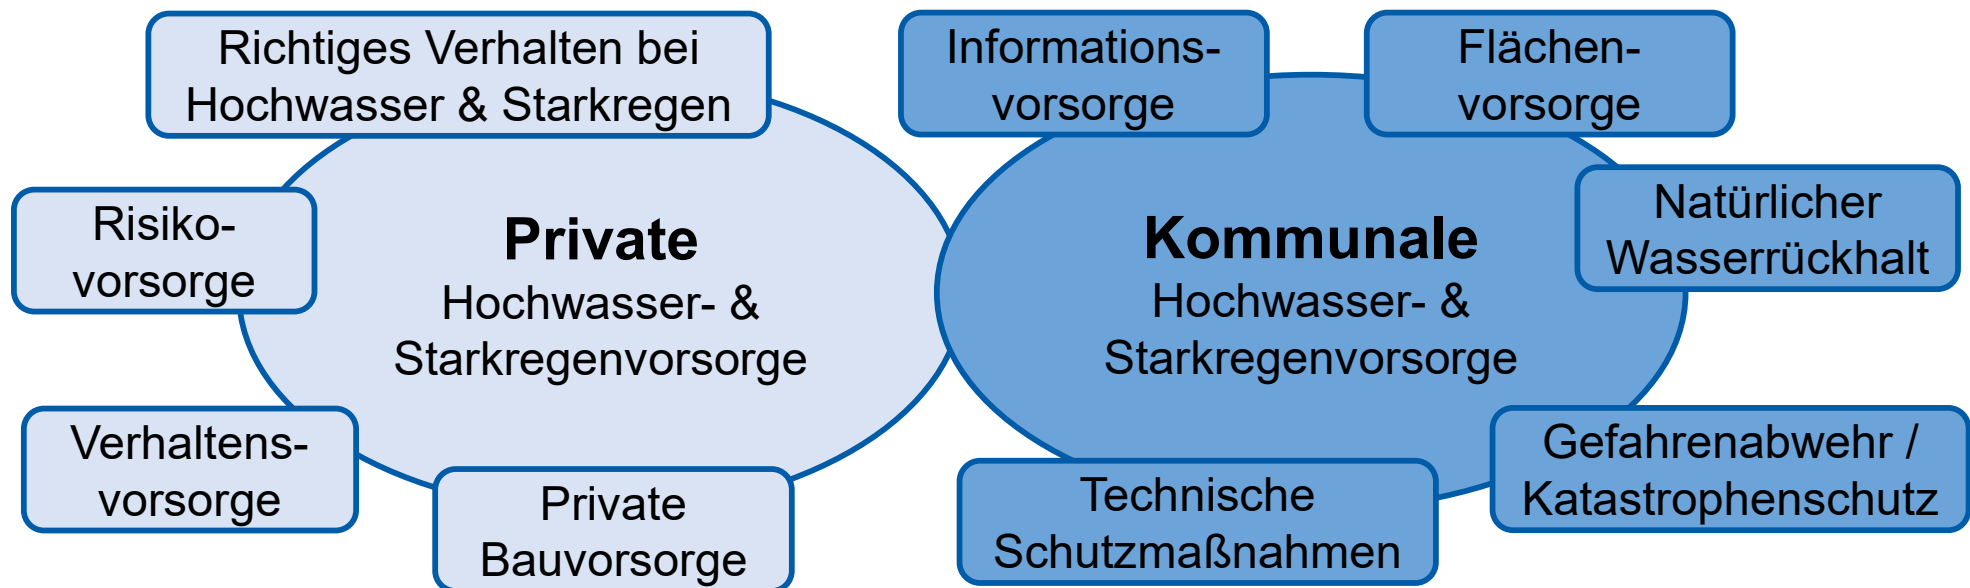 Richtiges Verhalten bei
Hochwasser & Starkregen
Risiko-
vorsorge
Private
Hochwasser- &
Starkregenvorsorge
Verhaltens-
vorsorge
Private
Bauvorsorge
Informations-
vorsorge
Flächen-
vorsorge
Natürlicher
Wasserrückhalt
Kommunale
Hochwasser- &
Starkregenvorsorge
Gefahrenabwehr /
Katastrophenschutz
Technische
Schutzmaßnahmen